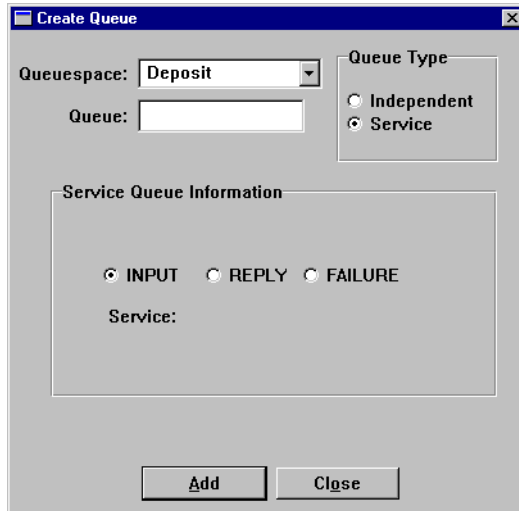 Create Queue
Queuespace: Deposit
Queue:
Queue Type
Independent
Service
Service Queue Information
INPUT REPLY FAILURE
Service:
Add Close